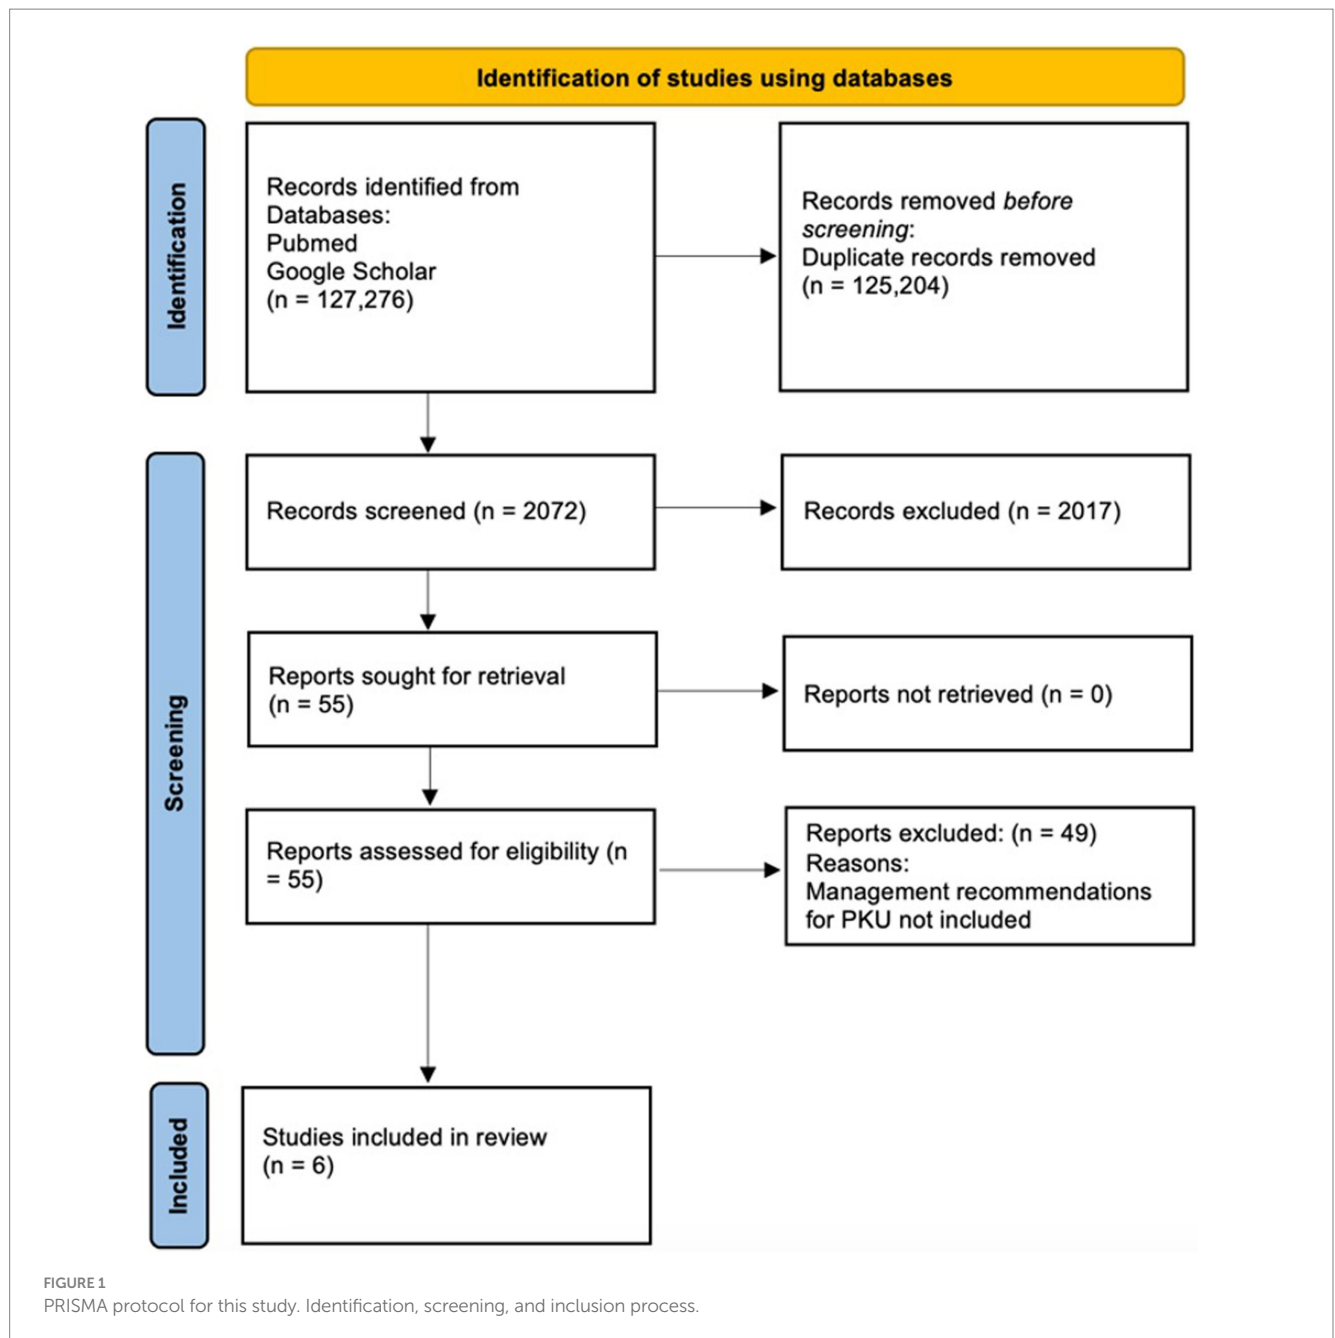 Identification of studies using databases
Identification
Records identified from
Databases:
Pubmed
Google Scholar
(n = 127,276)
Records removed before
screening:
Duplicate records removed
(n = 125,204)
Screening
Records screened (n = 2072)
Records excluded (n = 2017)
Reports sought for retrieval
(n = 55)
Reports not retrieved (n = 0)
Reports assessed for eligibility (n
= 55)
Reports excluded: (n = 49)
Reasons:
Management recommendations
for PKU not included
Included
Studies included in review
(n = 6)
FIGURE 1
PRISMA protocol for this study. Identification, screening, and inclusion process.